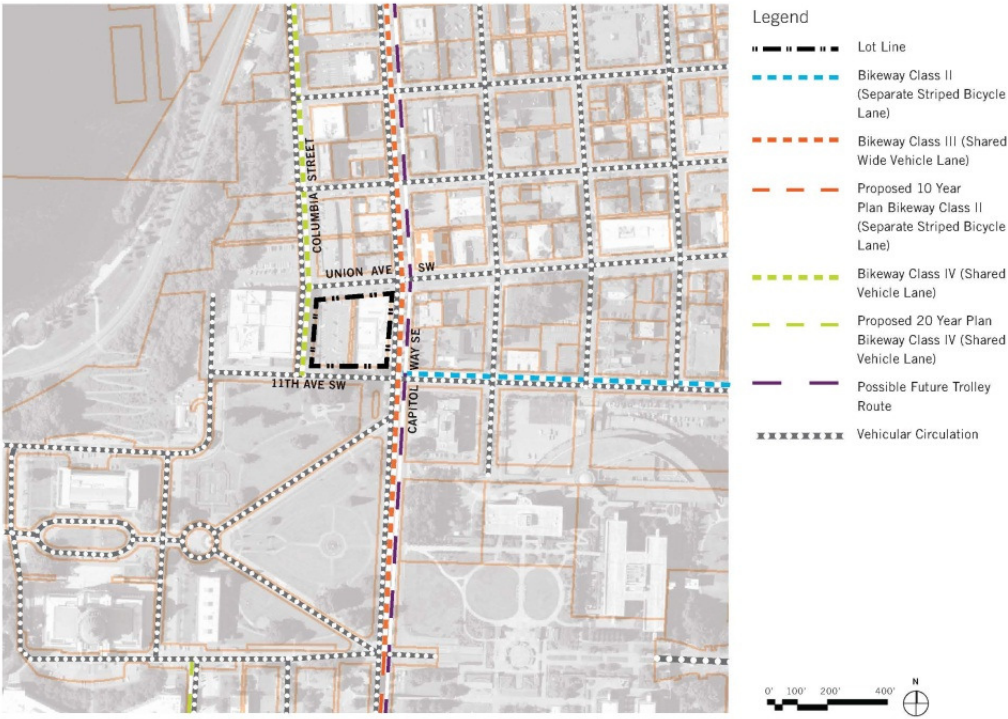 COLUMBIA STREET
UNION AVE SW
11TH AVE SW
CAPITOL WAY SE
Legend
Lot Line
Bikeway Class II
(Separate Striped Bicycle
Lane)
Bikeway Class III (Shared
Wide Vehicle Lane)
Proposed 10 Year
Plan Bikeway Class II
(Separate Striped Bicycle
Lane)
Bikeway Class IV (Shared
Vehicle Lane)
Proposed 20 Year Plan
Bikeway Class IV (Shared
Vehicle Lane)
Possible Future Trolley
Route
Vehicular Circulation
0' 100' 200' 400'
N